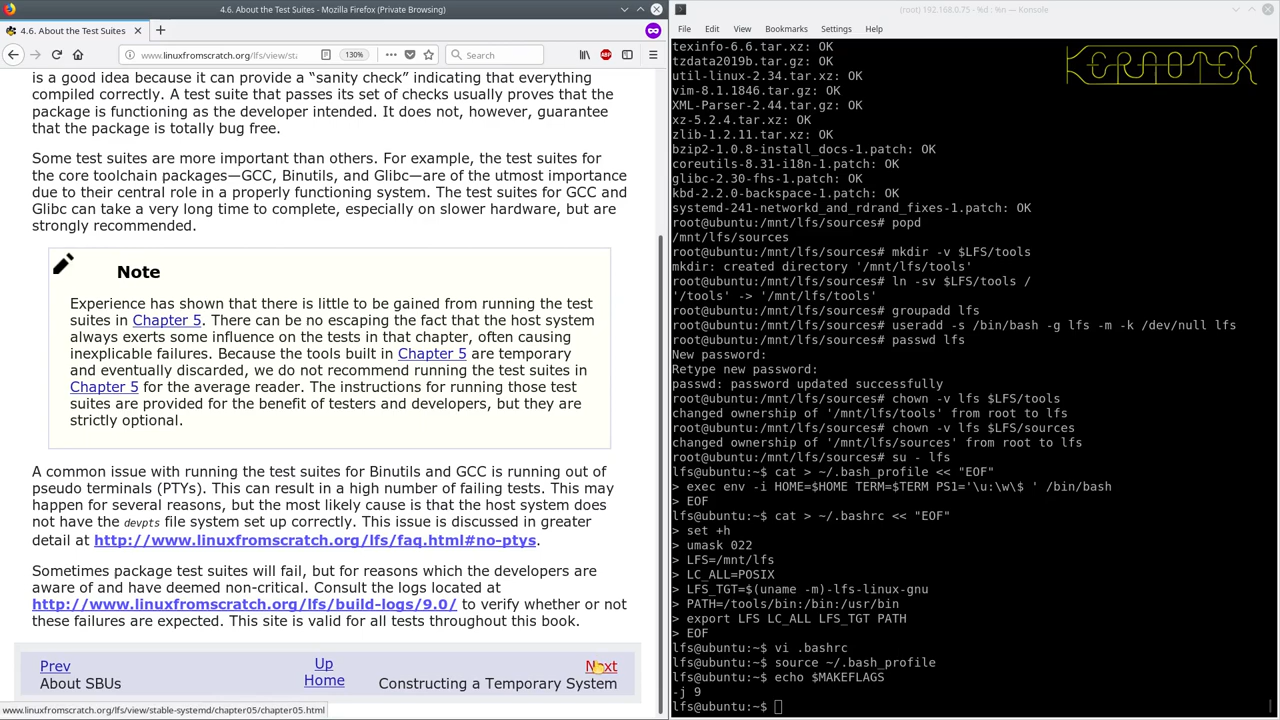 4.6. About the Test Suites - Mozilla Firefox (Private Browsing)
4.6. About the Test Suites
www.linuxfromscratch.org/lfs/view/sta
130%
Search
is a good idea because it can provide a “sanity check” indicating that everything
compiled correctly. A test suite that passes its set of checks usually proves that the
package is functioning as the developer intended. It does not, however, guarantee
that the package is totally bug free.
Some test suites are more important than others. For example, the test suites for
the core toolchain packages—GCC, Binutils, and Glibc—are of the utmost importance
due to their central role in a properly functioning system. The test suites for GCC and
Glibc can take a very long time to complete, especially on slower hardware, but are
strongly recommended.
Note
Experience has shown that there is little to be gained from running the test
suites in Chapter 5. There can be no escaping the fact that the host system
always exerts some influence on the tests in that chapter, often causing
inexplicable failures. Because the tools built in Chapter 5 are temporary
and eventually discarded, we do not recommend running the test suites in
Chapter 5 for the average reader. The instructions for running those test
suites are provided for the benefit of testers and developers, but they are
strictly optional.
A common issue with running the test suites for Binutils and GCC is running out of
pseudo terminals (PTYs). This can result in a high number of failing tests. This may
happen for several reasons, but the most likely cause is that the host system does
not have the devpts file system set up correctly. This issue is discussed in greater
detail at http://www.linuxfromscratch.org/lfs/faq.html#no-ptys.
Sometimes package test suites will fail, but for reasons which the developers are
aware of and have deemed non-critical. Consult the logs located at
http://www.linuxfromscratch.org/lfs/build-logs/9.0/ to verify whether or not
these failures are expected. This site is valid for all tests throughout this book.
Prev Up Next
About SBUs Home Constructing a Temporary System
www.linuxfromscratch.org/lfs/view/stable-systemd/chapter05/chapter05.html
(root) 192.168.0.75 - %d : %n — Konsole
File Edit View Bookmarks Settings Help
KERAOTEX
texinfo-6.6.tar.xz: OK
tzdata2019b.tar.gz: OK
util-linux-2.34.tar.xz: OK
vim-8.1.1846.tar.gz: OK
XML-Parser-2.44.tar.gz: OK
xz-5.2.4.tar.xz: OK
zlib-1.2.11.tar.xz: OK
bzip2-1.0.8-install_docs-1.patch: OK
coreutils-8.31-i18n-1.patch: OK
glibc-2.30-fhs-1.patch: OK
kbd-2.2.0-backspace-1.patch: OK
systemd-241-networkd_and_rdrand_fixes-1.patch: OK
root@ubuntu:/mnt/lfs/sources# popd
/mnt/lfs/sources
root@ubuntu:/mnt/lfs/sources# mkdir -v $LFS/tools
mkdir: created directory '/mnt/lfs/tools'
root@ubuntu:/mnt/lfs/sources# ln -sv $LFS/tools /
'/tools' -> '/mnt/lfs/tools'
root@ubuntu:/mnt/lfs/sources# groupadd lfs
root@ubuntu:/mnt/lfs/sources# useradd -s /bin/bash -g lfs -m -k /dev/null lfs
root@ubuntu:/mnt/lfs/sources# passwd lfs
New password:
Retype new password:
passwd: password updated successfully
root@ubuntu:/mnt/lfs/sources# chown -v lfs $LFS/tools
changed ownership of '/mnt/lfs/tools' from root to lfs
root@ubuntu:/mnt/lfs/sources# chown -v lfs $LFS/sources
changed ownership of '/mnt/lfs/sources' from root to lfs
root@ubuntu:/mnt/lfs/sources# su - lfs
lfs@ubuntu:~$ cat > ~/.bash_profile << "EOF"
> exec env -i HOME=$HOME TERM=$TERM PS1='\u:\w\$ ' /bin/bash
> EOF
lfs@ubuntu:~$ cat > ~/.bashrc << "EOF"
> set +h
> umask 022
> LFS=/mnt/lfs
> LC_ALL=POSIX
> LFS_TGT=$(uname -m)-lfs-linux-gnu
> PATH=/tools/bin:/bin:/usr/bin
> export LFS LC_ALL LFS_TGT PATH
> EOF
lfs@ubuntu:~$ vi .bashrc
lfs@ubuntu:~$ source ~/.bash_profile
lfs@ubuntu:~$ echo $MAKEFLAGS
-j 9
lfs@ubuntu:~$